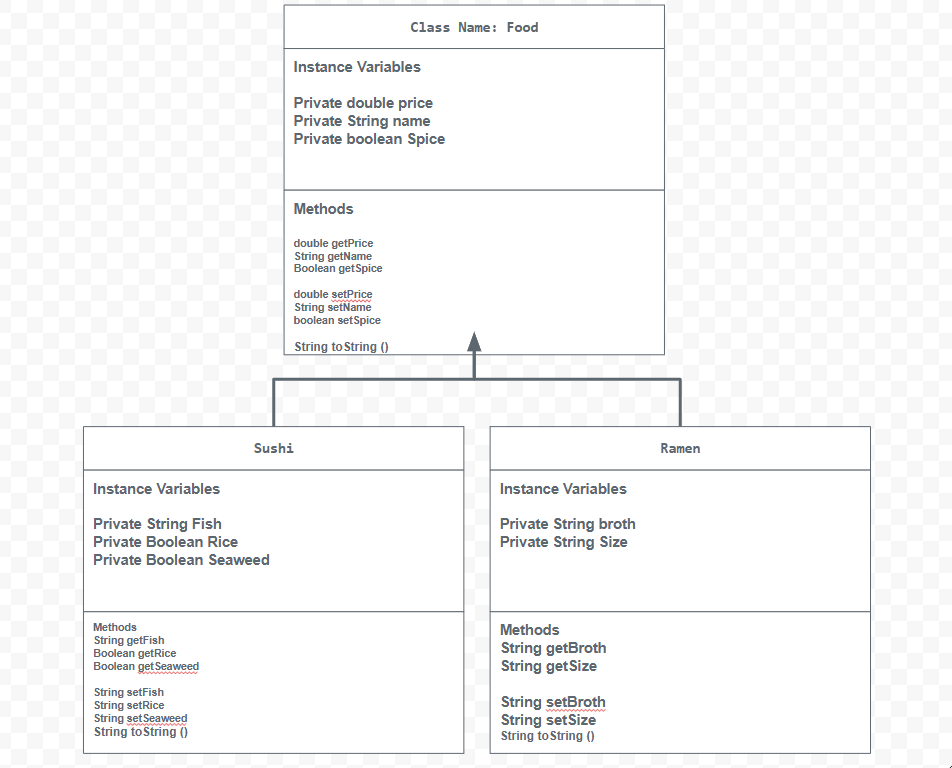 Class Name: Food
Instance Variables
Private double price
Private String name
Private boolean Spice
Methods
double getPrice
String getName
Boolean getSpice
double setPrice
String setName
boolean setSpice
String toString ()
Sushi
Instance Variables
Private String Fish
Private Boolean Rice
Private Boolean Seaweed
Methods
String getFish
Boolean getRice
Boolean getSeaweed
String setFish
String setRice
String setSeaweed
String toString ()
Ramen
Instance Variables
Private String broth
Private String Size
Methods
String getBroth
String getSize
String setBroth
String setSize
String toString ()